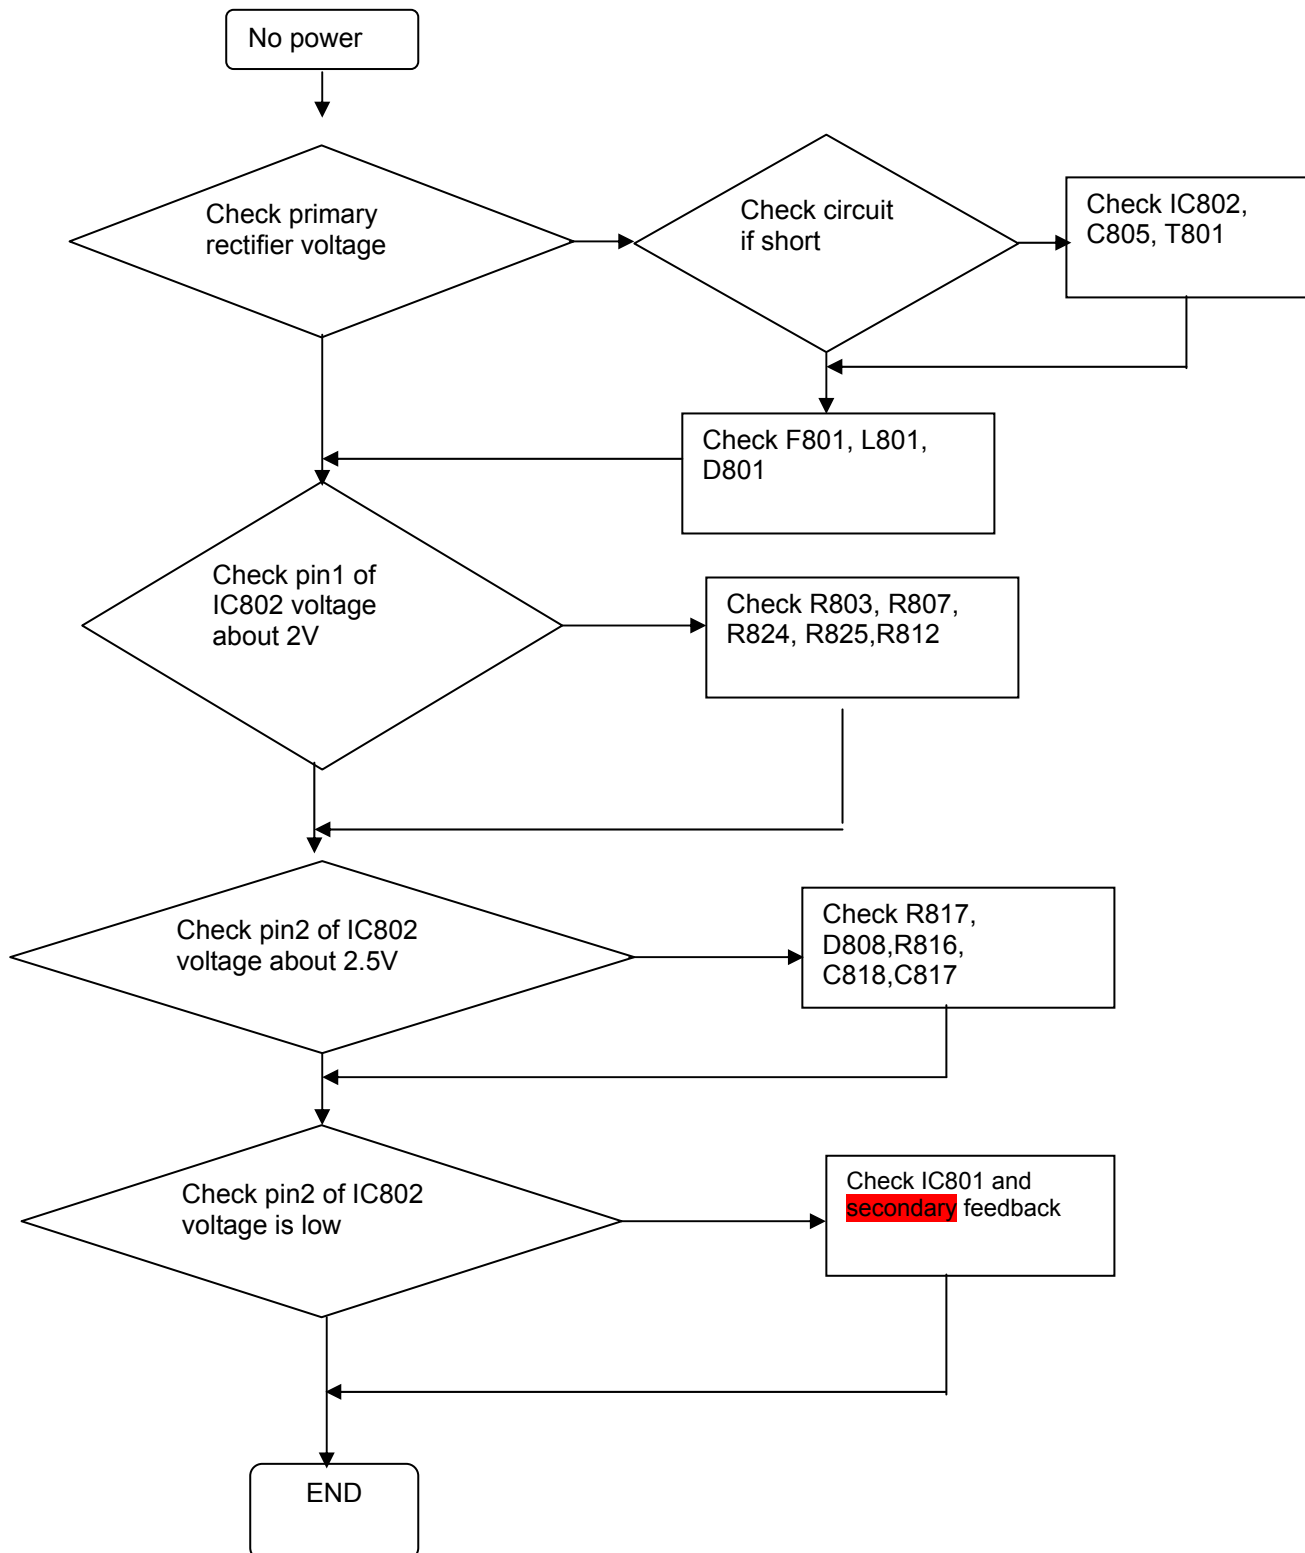 No power
Check primary
rectifier voltage
Check circuit
if short
Check IC802,
C805, T801
Check F801, L801,
D801
Check pin1 of
IC802 voltage
about 2V
Check R803, R807,
R824, R825,R812
Check pin2 of IC802
voltage about 2.5V
Check R817,
D808,R816,
C818,C817
Check pin2 of IC802
voltage is low
Check IC801 and
secondary feedback
END